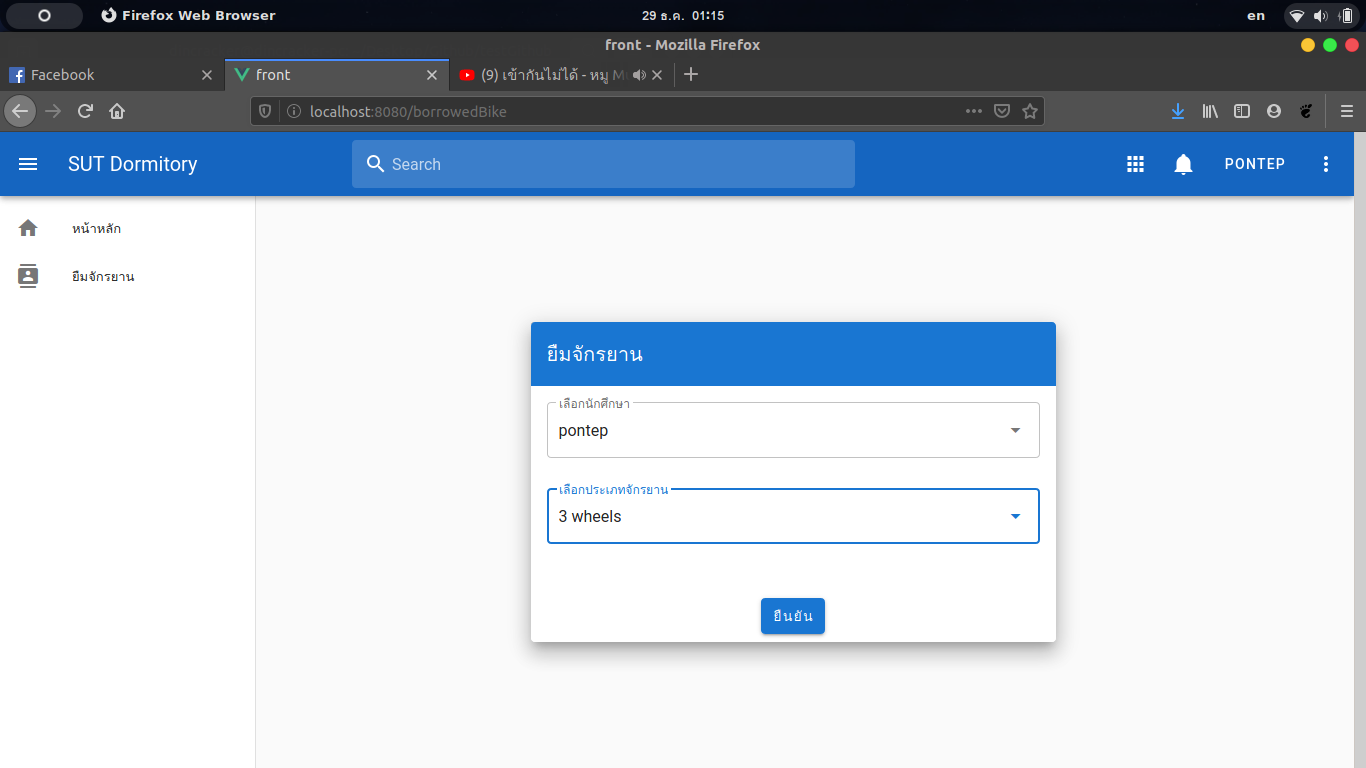 Firefox Web Browser
29 ธ.ค. 01:15
en
front - Mozilla Firefox
Facebook
front
(9) เข้ากันไม่ได้ - หมู
localhost:8080/borrowedBike
SUT Dormitory
Search
PONTEP
หน้าหลัก
ยืมจักรยาน
ยืมจักรยาน
เลือกนักศึกษา
pontep
เลือกประเภทจักรยาน
3 wheels
ยืนยัน